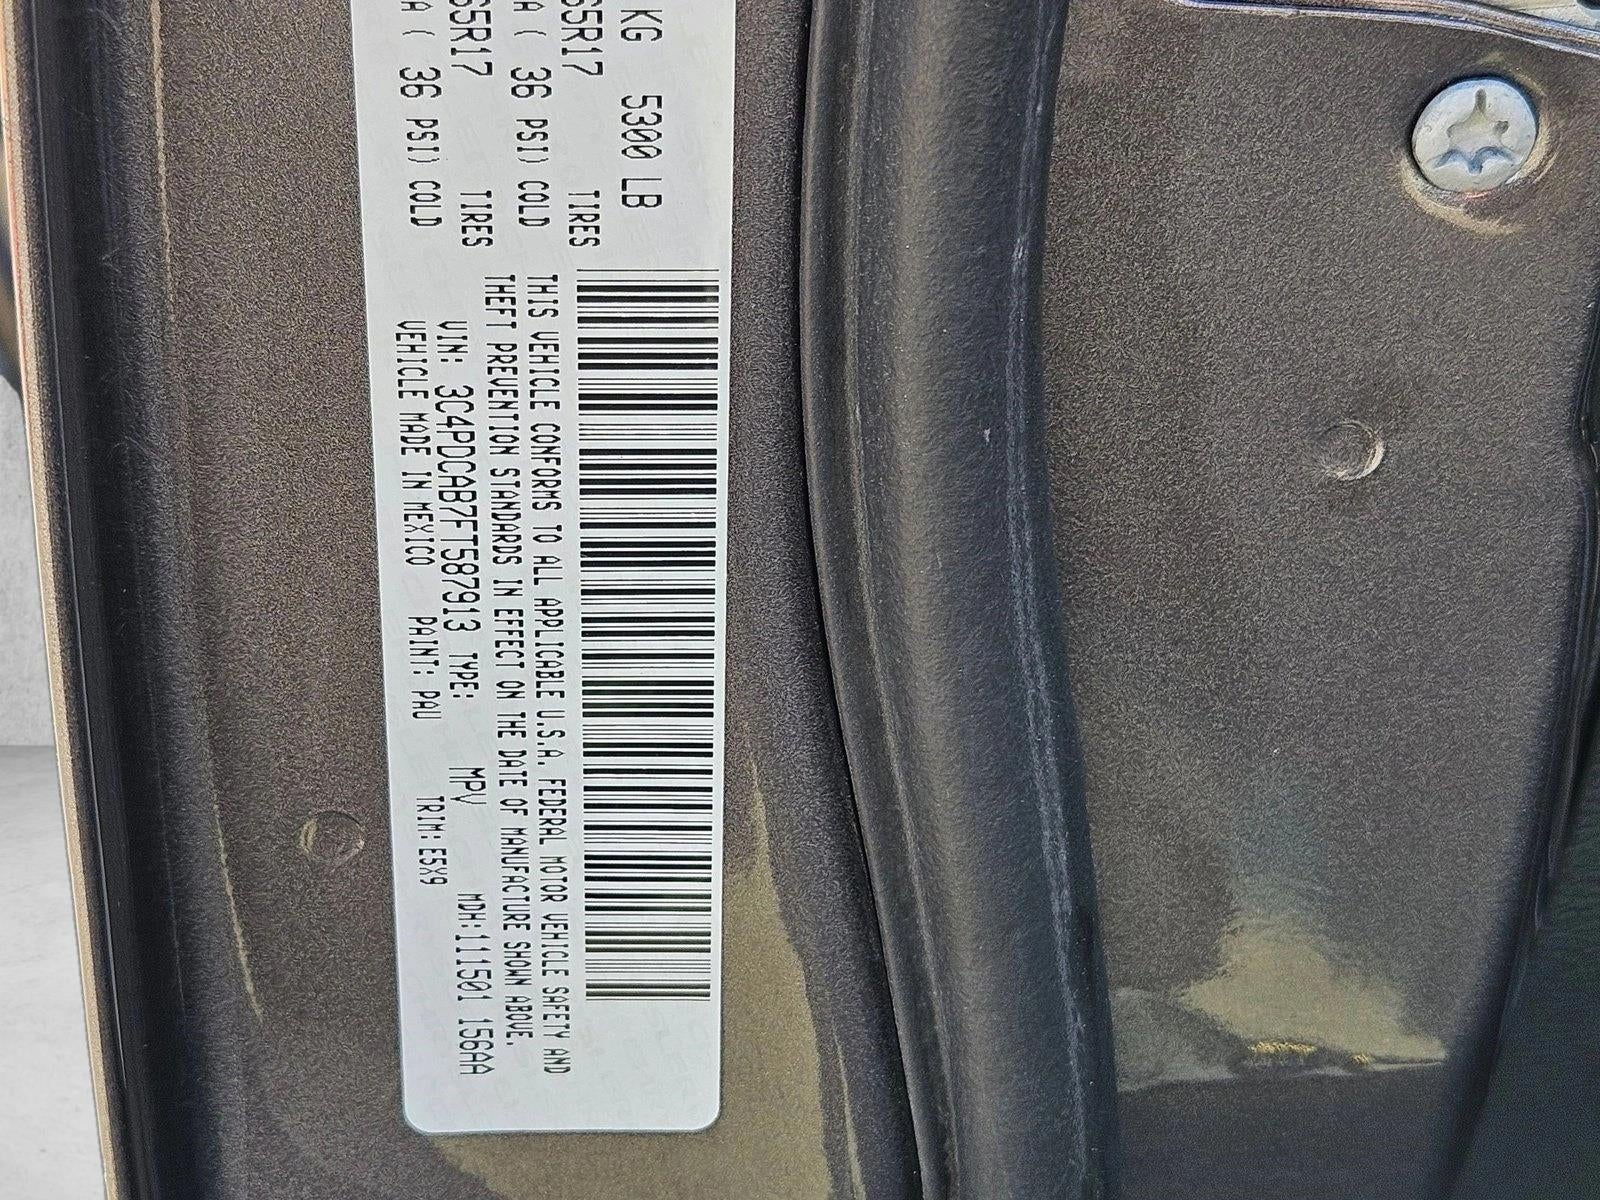 KG 5300 LB
65R17 TIRES
A ( 36 PSI) COLD
65R17 TIRES
A ( 36 PSI) COLD
THIS VEHICLE CONFORMS TO ALL APPLICABLE U.S.A. FEDERAL MOTOR VEHICLE SAFETY AND
THEFT PREVENTION STANDARDS IN EFFECT ON THE DATE OF MANUFACTURE SHOWN ABOVE.
VIN: 3C4PDCAB7FT587913 TYPE: MPV MDH:111501 156AA
VEHICLE MADE IN MEXICO PAINT: PAU TRIM: E5X9